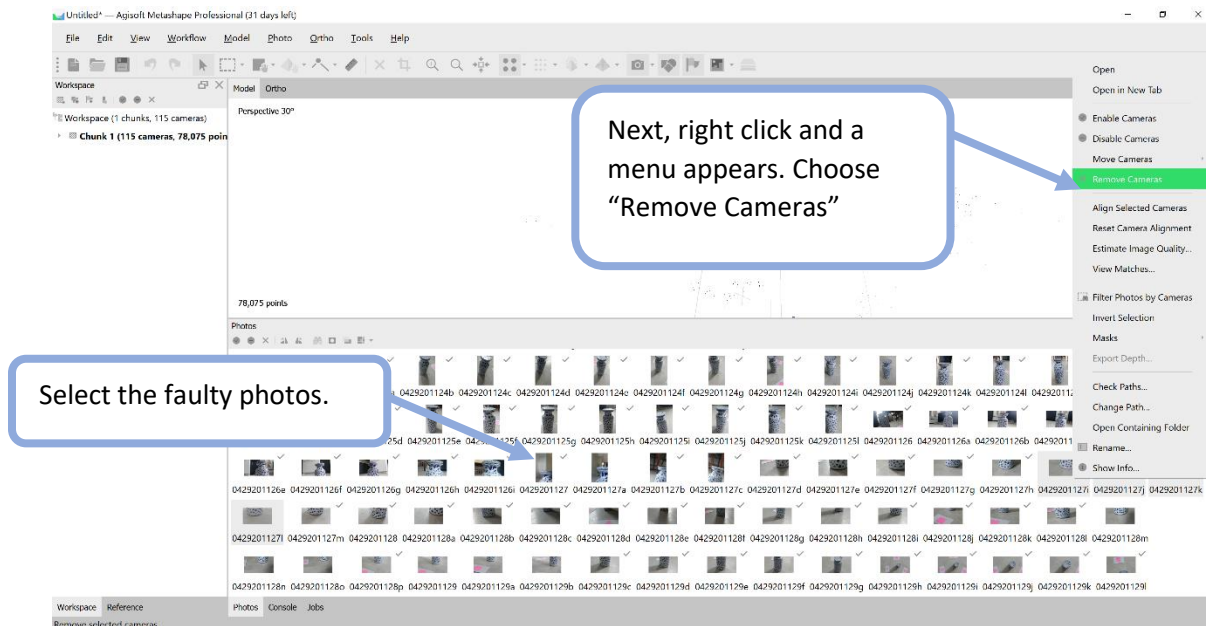 Untitled* — Agisoft Metashape Professional (31 days left)
File Edit View Workflow Model Photo Ortho Tools Help
Workspace
Workspace (1 chunks, 115 cameras)
Chunk 1 (115 cameras, 78,075 poin
Model Ortho
Perspective 30°
78,075 points
Next, right click and a
menu appears. Choose
“Remove Cameras”
Open
Open in New Tab
Enable Cameras
Disable Cameras
Move Cameras
Remove Cameras
Align Selected Cameras
Reset Camera Alignment
Estimate Image Quality...
View Matches...
Filter Photos by Cameras
Invert Selection
Masks
Export Depth...
Check Paths...
Change Path...
Open Containing Folder
Rename...
Show Info...
Photos
Select the faulty photos.
0429201124b 0429201124c 0429201124d 0429201124e 0429201124f 0429201124g 0429201124h 0429201124i 0429201124j 0429201124k 0429201124l 042920112
25d 0429201125e 0429201125f 0429201125g 0429201125h 0429201125i 0429201125j 0429201125k 0429201125l 0429201126 0429201126a 0429201126b 04292011
0429201126e 0429201126f 0429201126g 0429201126h 0429201126i 0429201127 0429201127a 0429201127b 0429201127c 0429201127d 0429201127e 0429201127f 0429201127g 0429201127h 0429201127i 0429201127j 0429201127k
0429201127l 0429201127m 0429201128 0429201128a 0429201128b 0429201128c 0429201128d 0429201128e 0429201128f 0429201128g 0429201128h 0429201128i 0429201128j 0429201128k 0429201128l 0429201128m
0429201128n 0429201128o 0429201128p 0429201129 0429201129a 0429201129b 0429201129c 0429201129d 0429201129e 0429201129f 0429201129g 0429201129h 0429201129i 0429201129j 0429201129k 0429201129l
Workspace Reference
Photos Console Jobs
Remove selected cameras